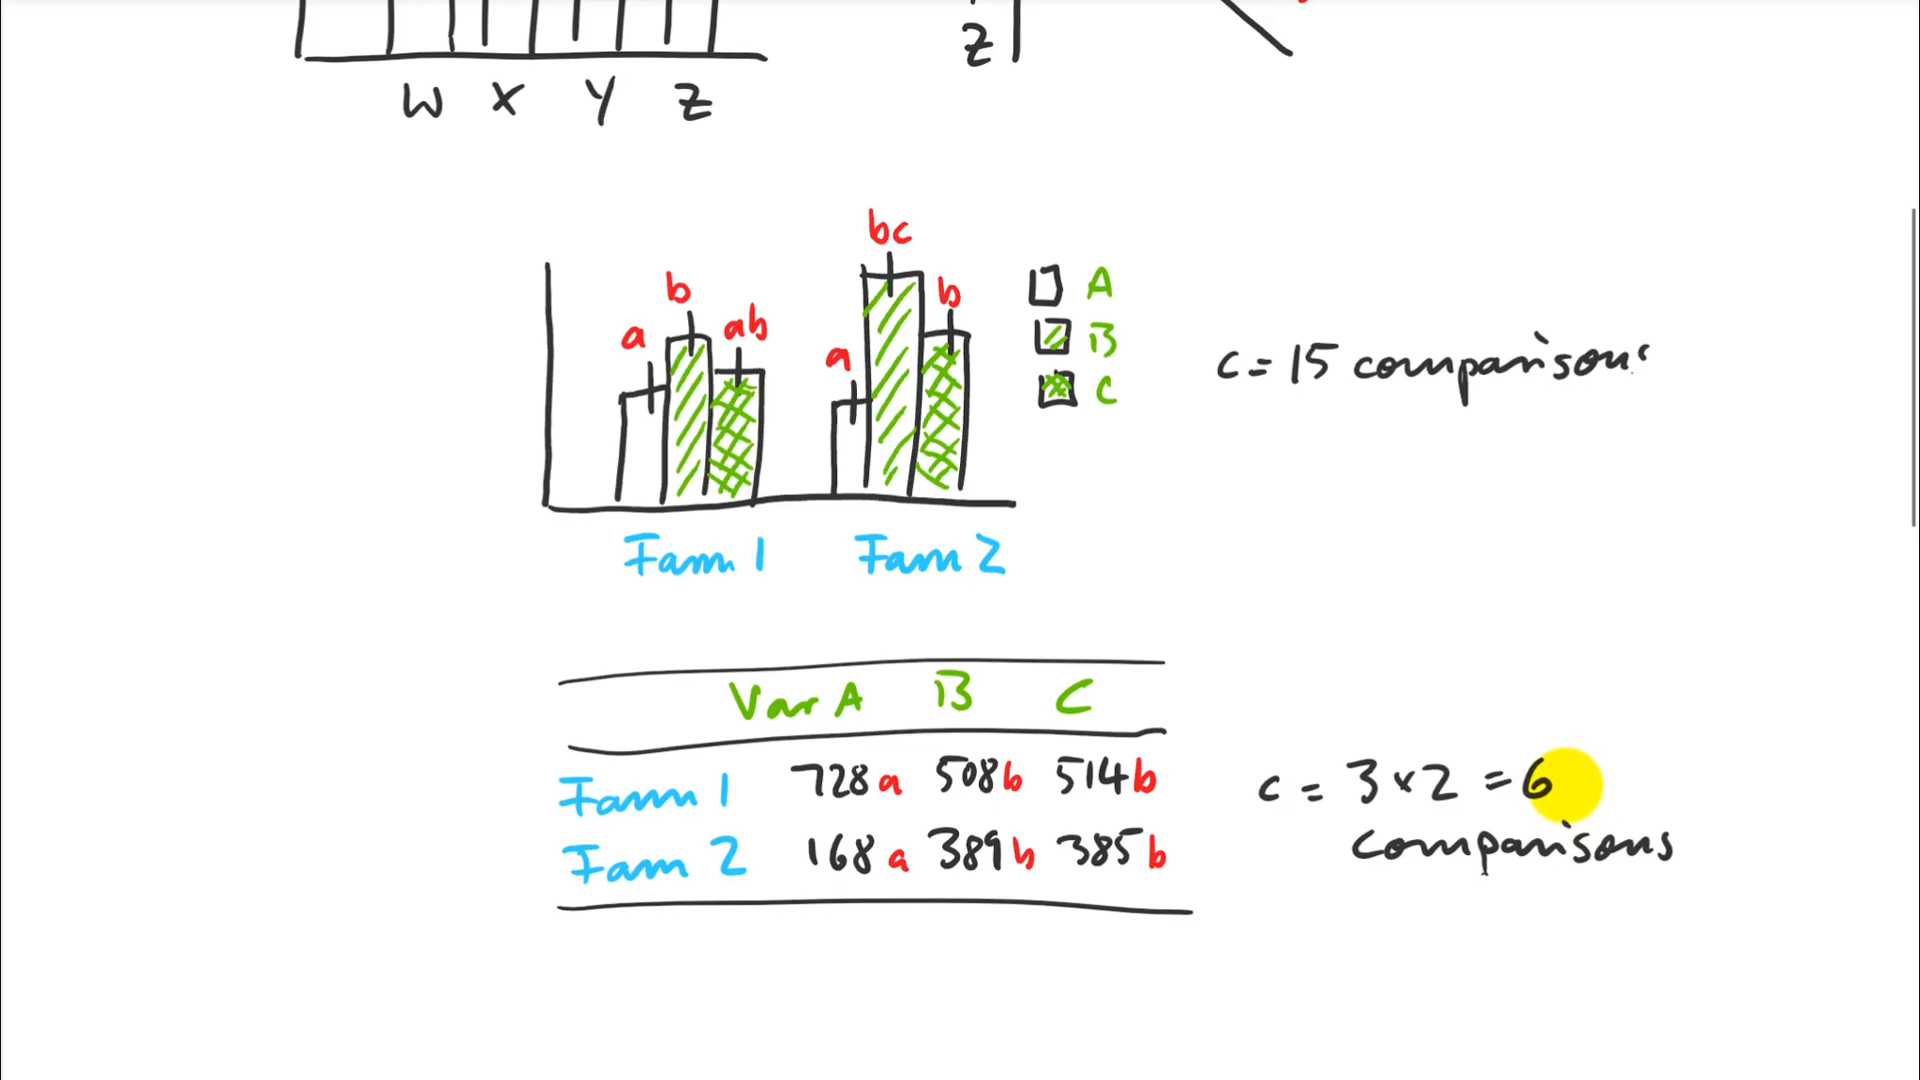 Z
W X Y Z
bc
b
b
a
ab
a
A
B
C
c = 15 comparisons
Fam 1 Fam 2
Var A B C
Fam 1 728 a 508 b 514 b
Fam 2 168 a 389 b 385 b
c = 3 x 2 = 6
comparisons